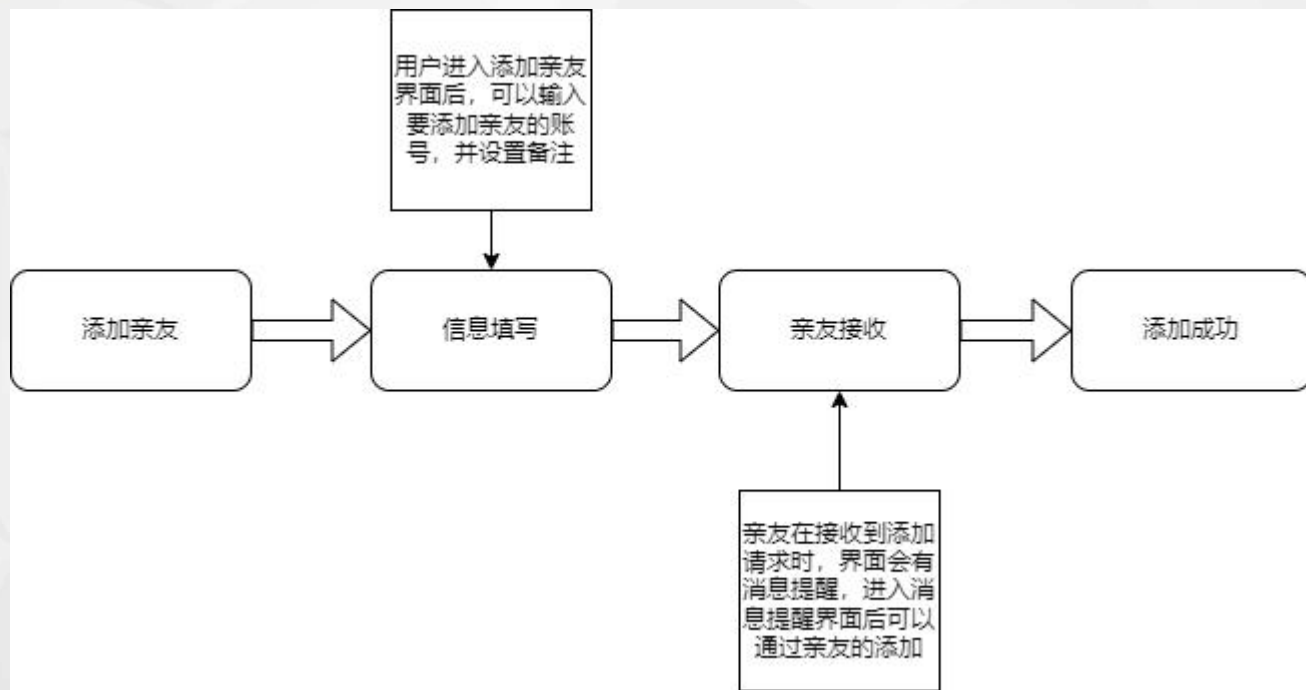 用户进入添加亲友
界面后，可以输入
要添加亲友的账
号，并设置备注
添加亲友
信息填写
亲友接收
添加成功
亲友在接收到添加
请求时，界面会有
消息提醒，进入消
息提醒界面后可以
通过亲友的添加